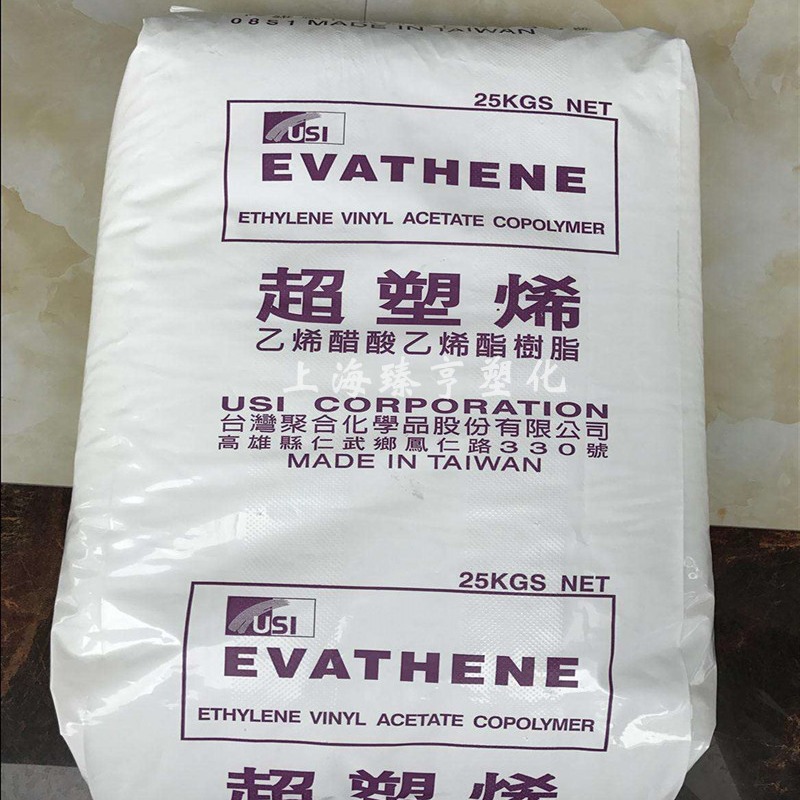 08S1 MADE IN TAIWAN
25KGS NET
USI
EVATHENE
ETHYLENE VINYL ACETATE COPOLYMER
超塑烯
乙烯醋酸乙烯酯樹脂
上海臻亨塑化
USI CORPORATION
台灣聚合化學品股份有限公司
高雄縣仁武鄉鳳仁路330號
MADE IN TAIWAN
25KGS NET
USI
EVATHENE
ETHYLENE VINYL ACETATE COPOLYMER
超塑烯